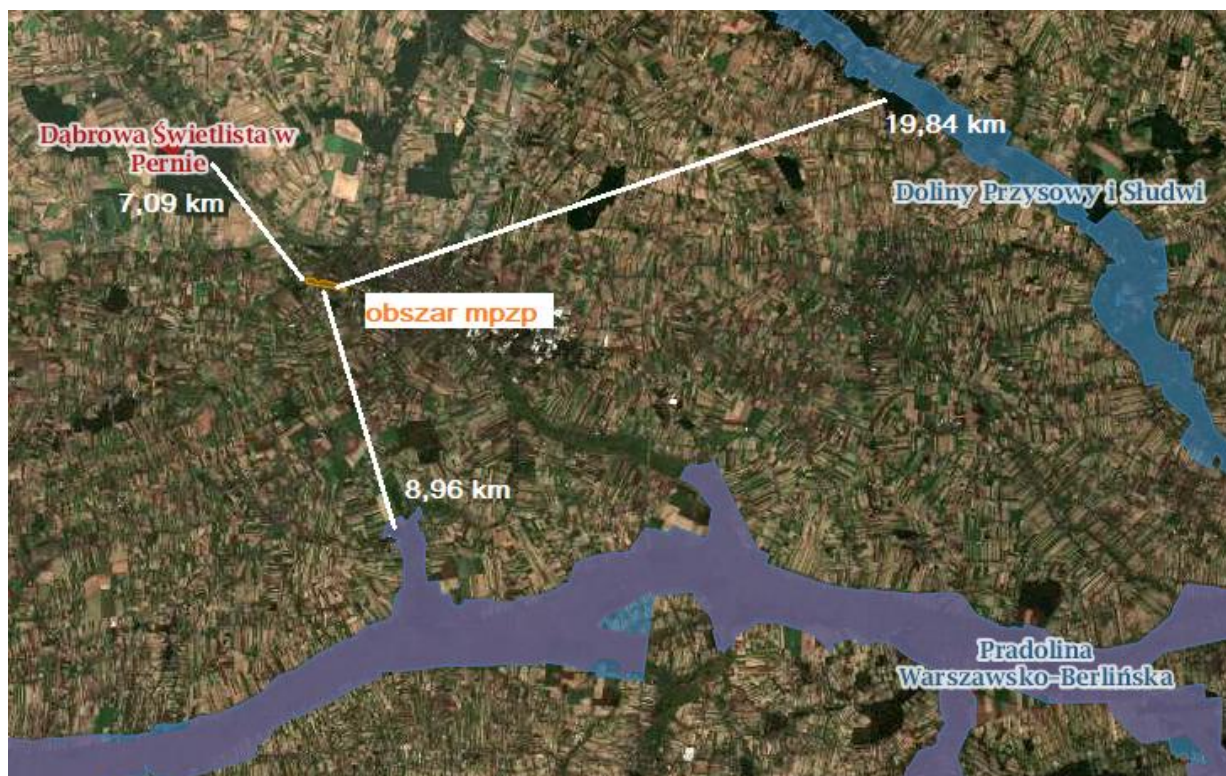 Dąbrowa Świetlista w
Pernie
7,09 km
19,84 km
Doliny Przysowy i Słudwi
obszar mpzp
8,96 km
Pradolina
Warszawsko-Berlińska